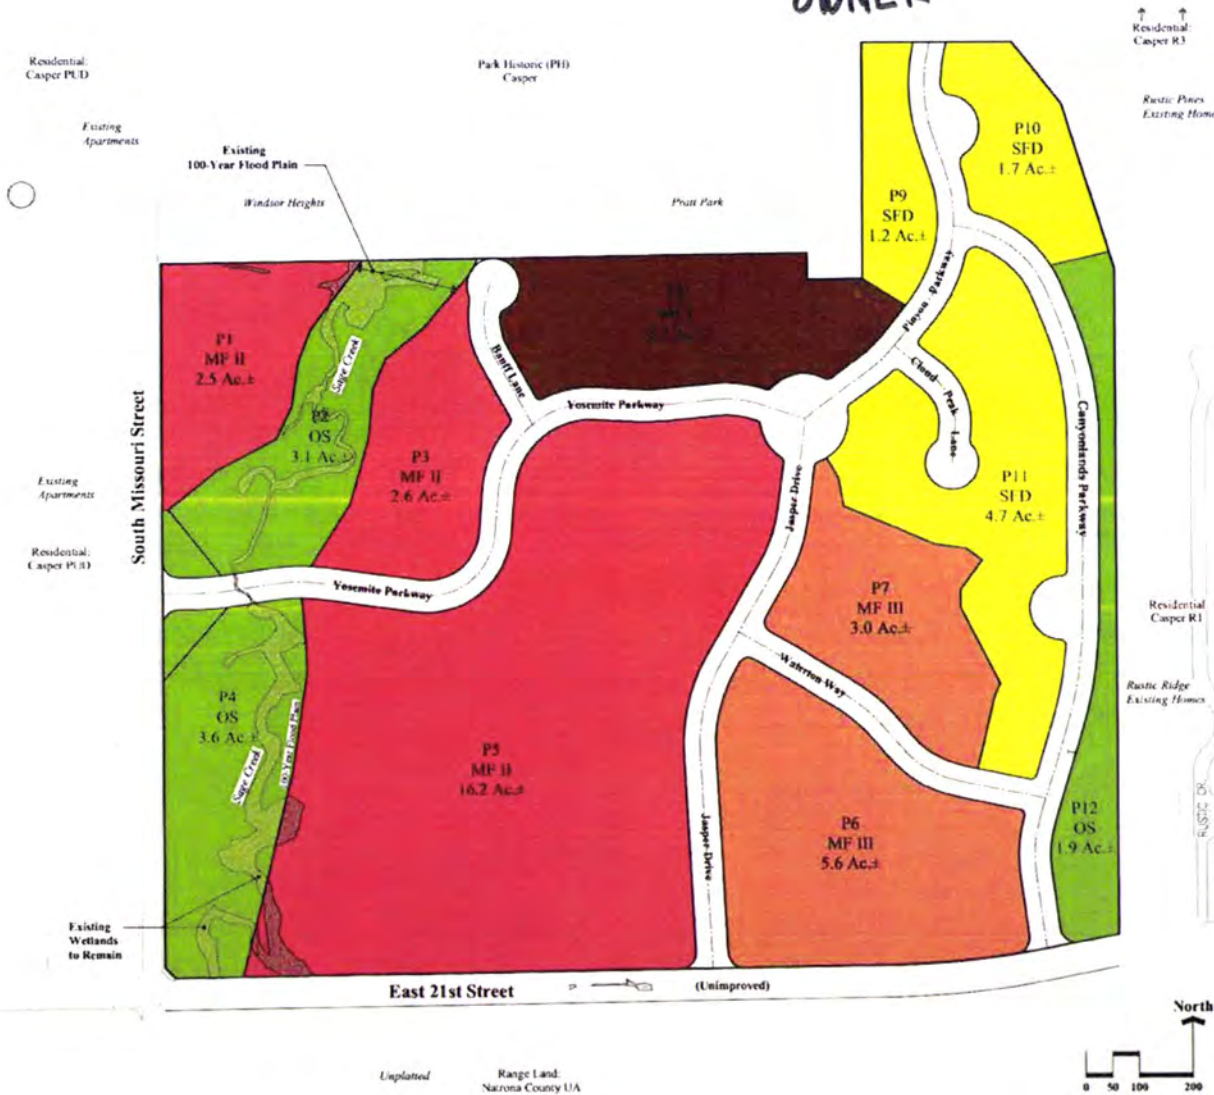 OWNER
Residential:
Casper R3
Residential:
Casper PUD
Park Historic (PH)
Casper
Rustic Pines
Existing Home
Existing
Apartments
Existing
100-Year Flood Plain
Windsor Heights
Pratt Park
P10
SFD
1.7 Ac.±
P9
SFD
1.2 Ac.±
P1
MF II
2.5 Ac.±
Sage Creek
Banff Lane
Pinyon Parkway
Cloud Peak Lane
Yosemite Parkway
P2
OS
3.1 Ac.±
P3
MF II
2.6 Ac.±
South Missouri Street
Existing
Apartments
Residential:
Casper PUD
Jasper Drive
P11
SFD
4.7 Ac.±
Canyonlands Parkway
Yosemite Parkway
P7
MF III
3.0 Ac.±
Residential
Casper R1
Waterton Way
Rustic Ridge
Existing Homes
P4
OS
3.6 Ac.±
100-Year Flood Plain
Sage Creek
P5
MF II
16.2 Ac.±
Jasper Drive
P6
MF III
5.6 Ac.±
P12
OS
1.9 Ac.±
RUSTIC DR.
Existing
Wetlands
to Remain
East 21st Street
(Unimproved)
North
0 50 100 200
Unplatted
Range Land:
Natrona County UA